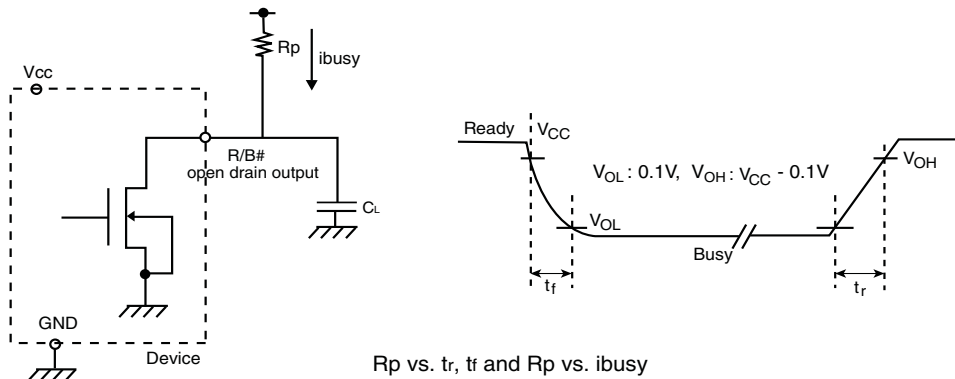 Rp
ibusy
Vcc
R/B#
open drain output
CL
GND
Device
Ready
VCC
VOL : 0.1V, VOH : VCC - 0.1V
VOH
VOL
Busy
tf
tr
Rp vs. tr, tf and Rp vs. ibusy